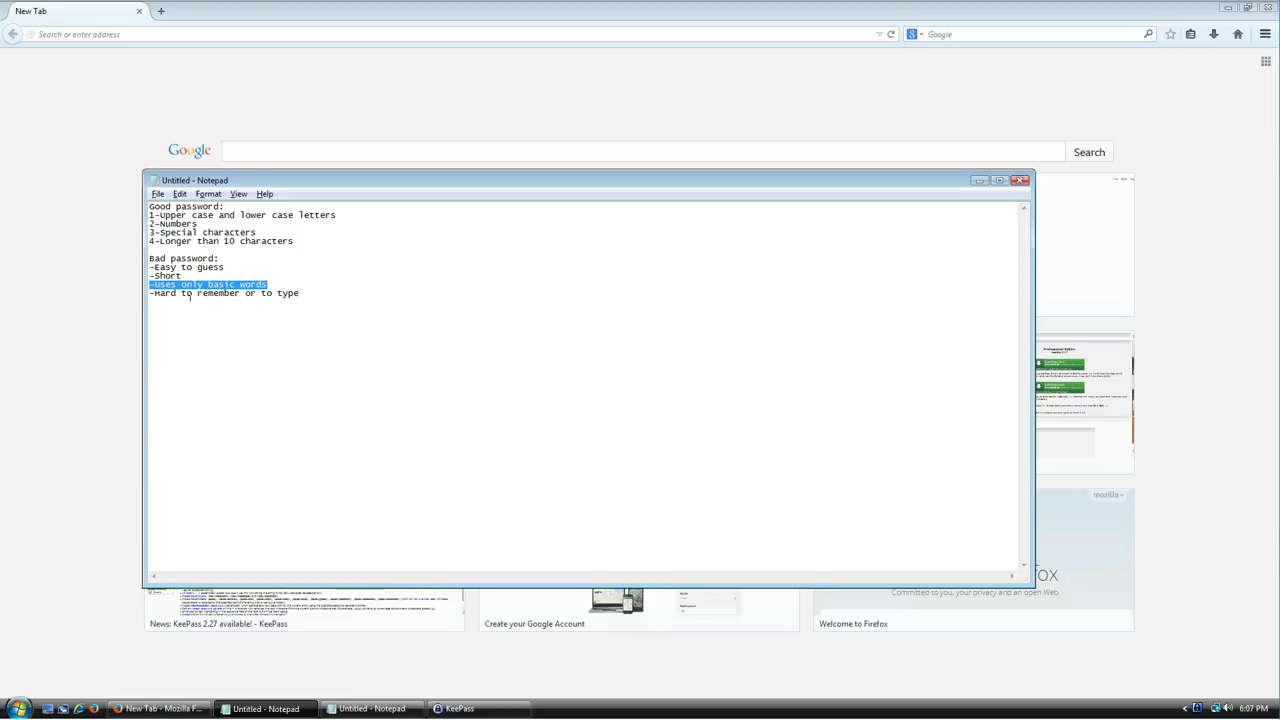 New Tab
Search or enter address
Google
Google
Search
Untitled - Notepad
File Edit Format View Help
Good password:
1-Upper case and lower case letters
2-Numbers
3-Special characters
4-Longer than 10 characters
Bad password:
-Easy to guess
-Short
-Uses only basic words
-Hard to remember or to type
mozilla
Committed to you, your privacy and an open Web.
News: KeePass 2.27 available! - KeePass
Create your Google Account
Welcome to Firefox
New Tab - Mozilla F...
Untitled - Notepad
Untitled - Notepad
KeePass
6:07 PM